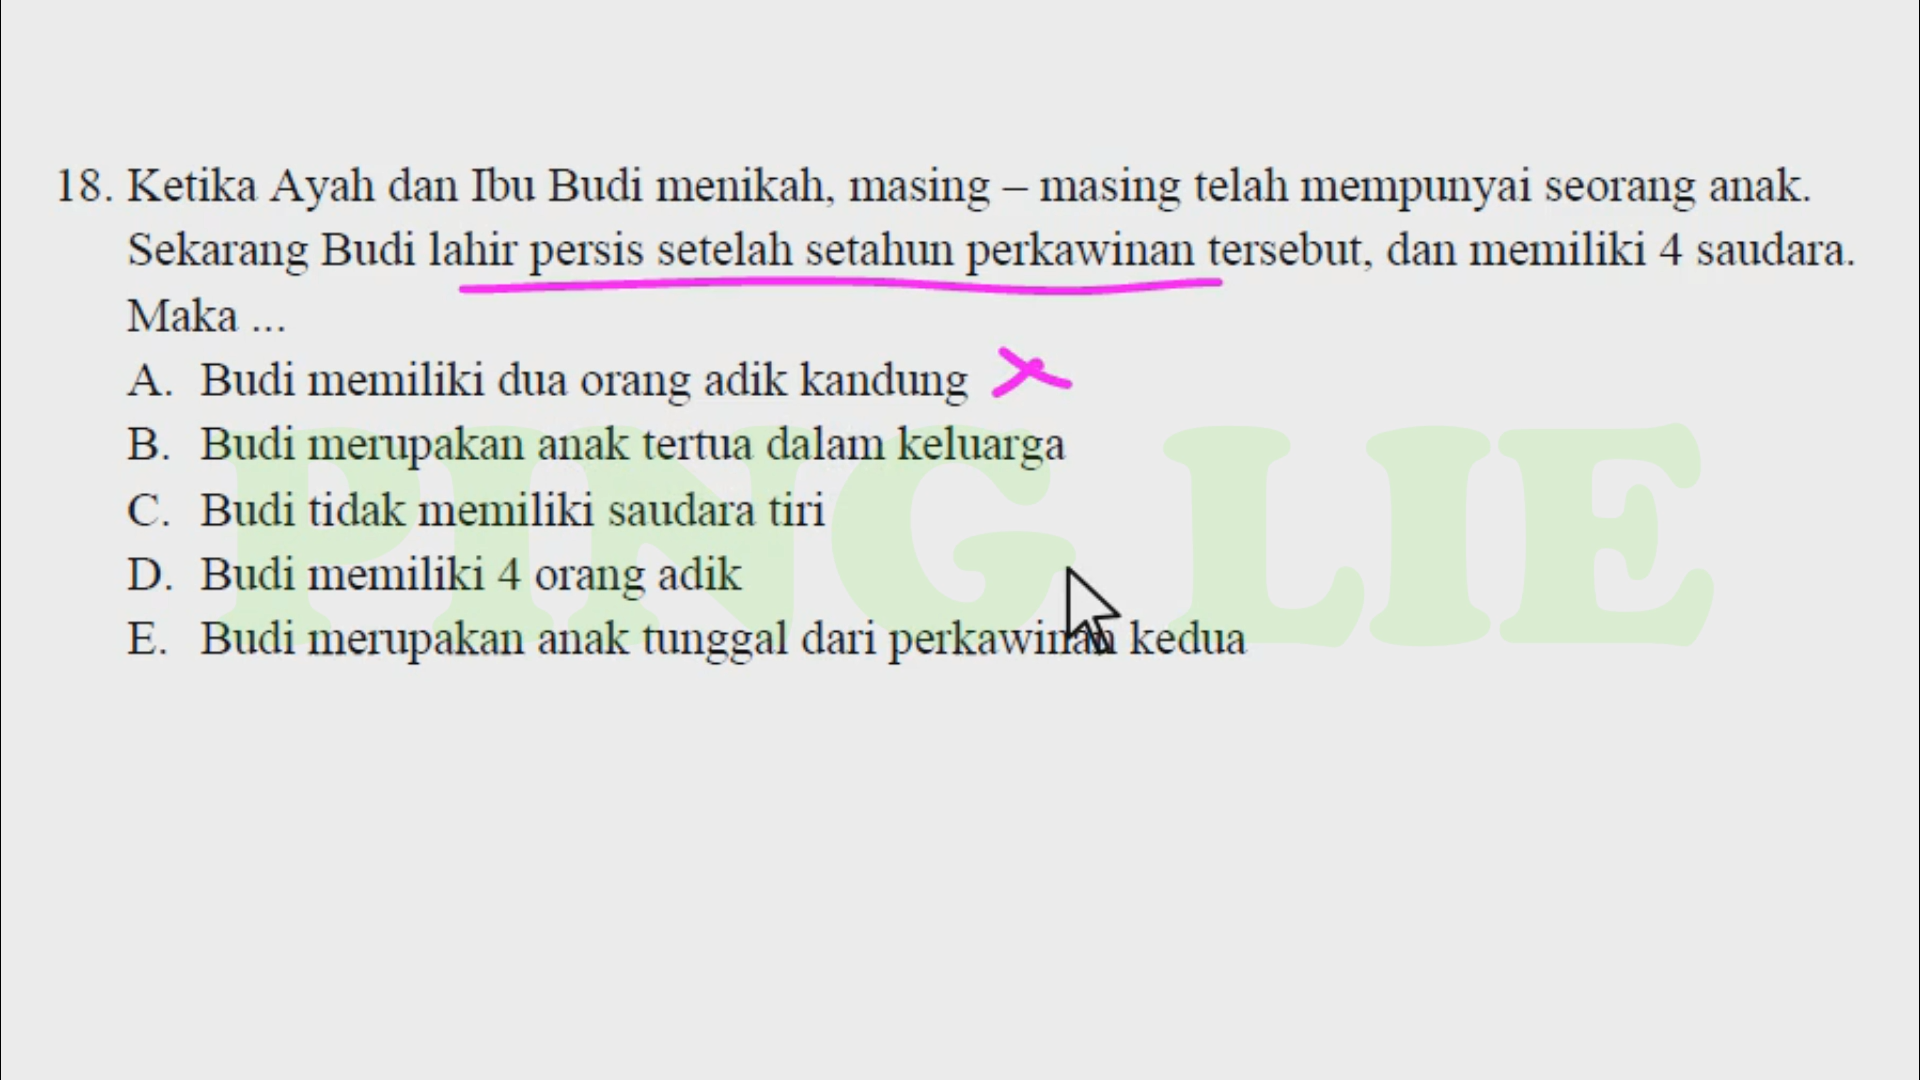 18. Ketika Ayah dan Ibu Budi menikah, masing – masing telah mempunyai seorang anak.
Sekarang Budi lahir persis setelah setahun perkawinan tersebut, dan memiliki 4 saudara.
Maka ...
A. Budi memiliki dua orang adik kandung
B. Budi merupakan anak tertua dalam keluarga
C. Budi tidak memiliki saudara tiri
D. Budi memiliki 4 orang adik
E. Budi merupakan anak tunggal dari perkawinan kedua
PING LIE